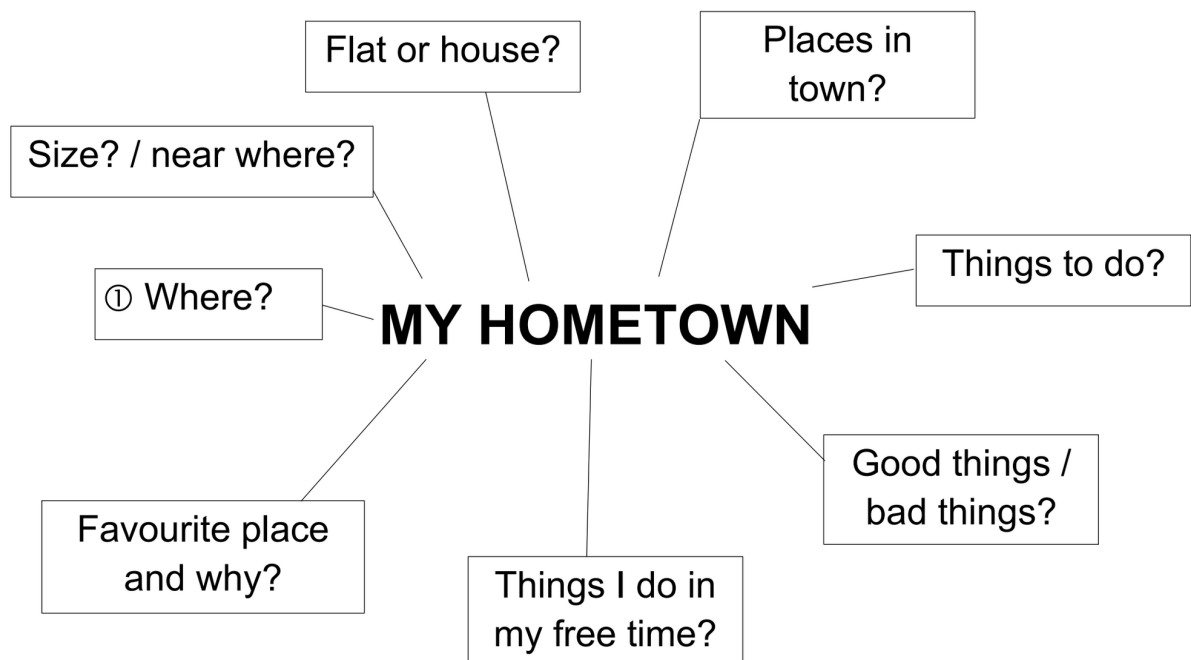 Flat or house?
Places in
town?
Size? / near where?
Things to do?
① Where?
MY HOMETOWN
Good things /
bad things?
Favourite place
and why?
Things I do in
my free time?